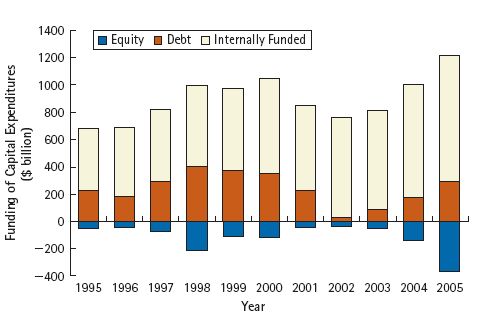 1400
1200
1000
800
600
400
200
0
−200
−400
Equity Debt Internally Funded
Funding of Capital Expenditures
($ billion)
1995 1996 1997 1998 1999 2000 2001 2002 2003 2004 2005
Year